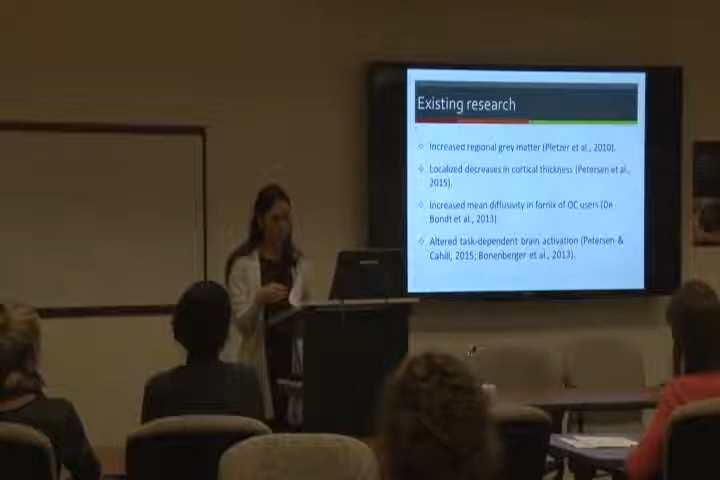 Existing research
Increased regional grey matter (Pletzer et al., 2010).
Localized decreases in cortical thickness (Petersen et al.,
2015).
Increased mean diffusivity in fornix of OC users (De
Bondt et al., 2013).
Altered task-dependent brain activation (Petersen &
Cahill, 2015; Bonenberger et al., 2013).